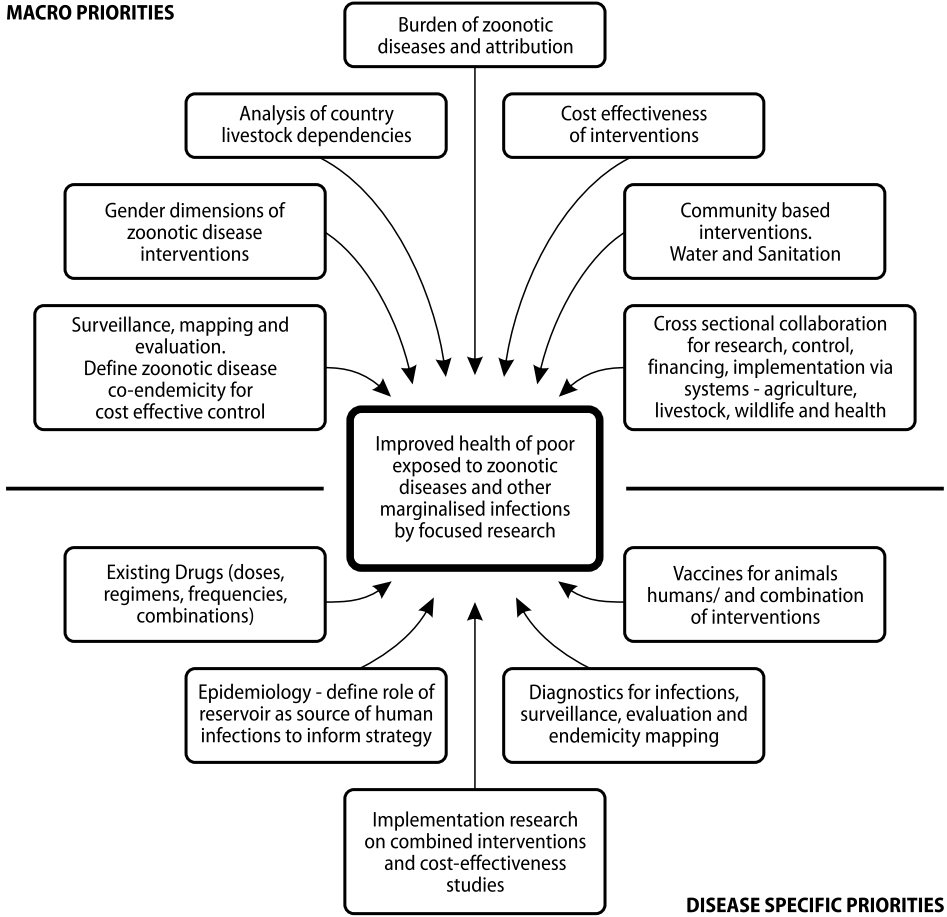 MACRO PRIORITIES
Burden of zoonotic
diseases and attribution
Analysis of country
livestock dependencies
Cost effectiveness
of interventions
Gender dimensions of
zoonotic disease
interventions
Community based
interventions.
Water and Sanitation
Surveillance, mapping and
evaluation.
Define zoonotic disease
co-endemicity for
cost effective control
Cross sectional collaboration
for research, control,
financing, implementation via
systems - agriculture,
livestock, wildlife and health
Improved health of poor
exposed to zoonotic
diseases and other
marginalised infections
by focused research
Existing Drugs (doses,
regimens, frequencies,
combinations)
Vaccines for animals
humans/ and combination
of interventions
Epidemiology - define role of
reservoir as source of human
infections to inform strategy
Diagnostics for infections,
surveillance, evaluation and
endemicity mapping
Implementation research
on combined interventions
and cost-effectiveness
studies
DISEASE SPECIFIC PRIORITIES